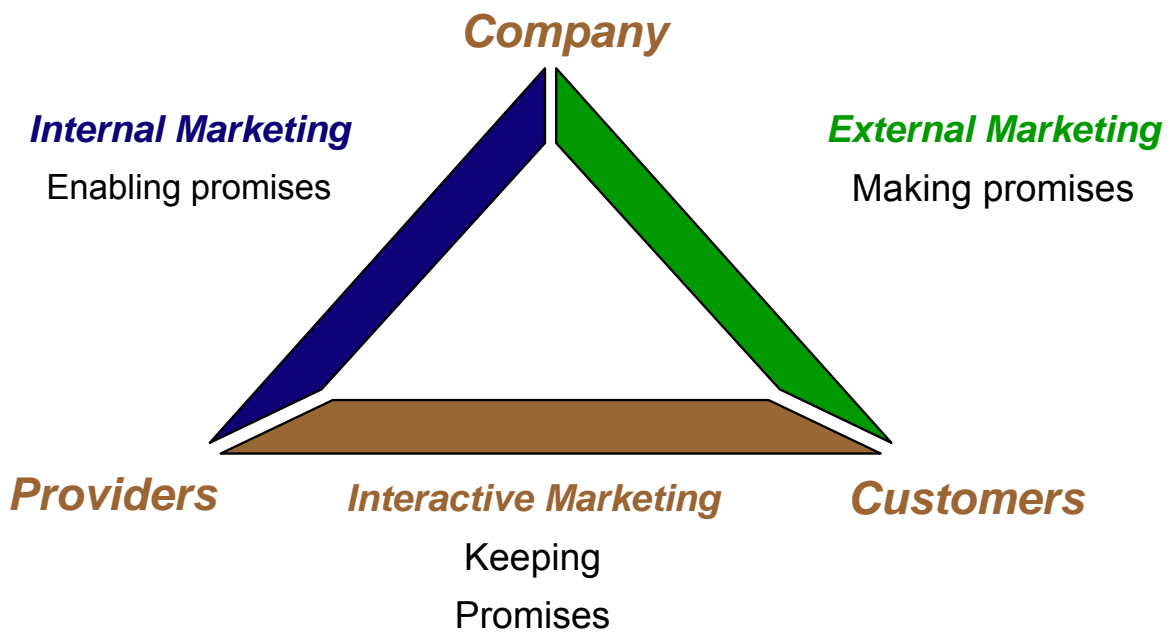 Company
Internal Marketing
Enabling promises
External Marketing
Making promises
Providers
Interactive Marketing
Keeping
Promises
Customers